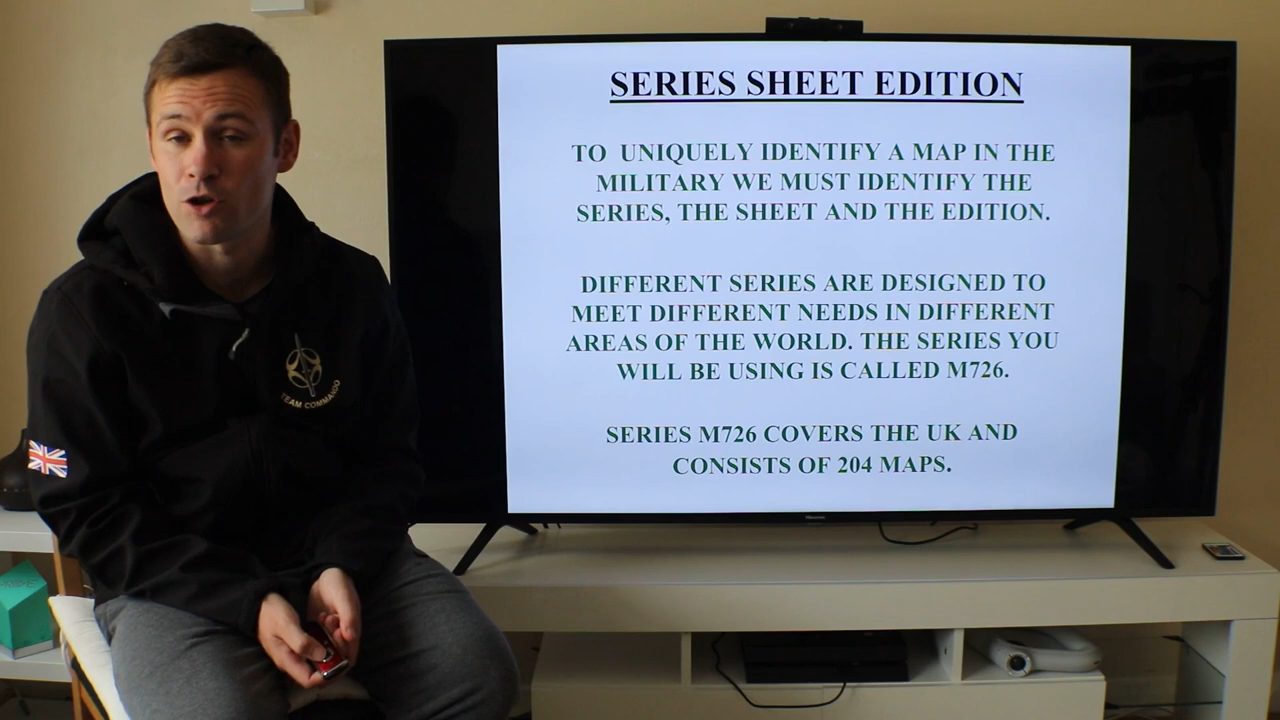 SERIES SHEET EDITION
TO UNIQUELY IDENTIFY A MAP IN THE
MILITARY WE MUST IDENTIFY THE
SERIES, THE SHEET AND THE EDITION.
DIFFERENT SERIES ARE DESIGNED TO
MEET DIFFERENT NEEDS IN DIFFERENT
AREAS OF THE WORLD. THE SERIES YOU
WILL BE USING IS CALLED M726.
SERIES M726 COVERS THE UK AND
CONSISTS OF 204 MAPS.
TEAM COMMANDO
Hisense